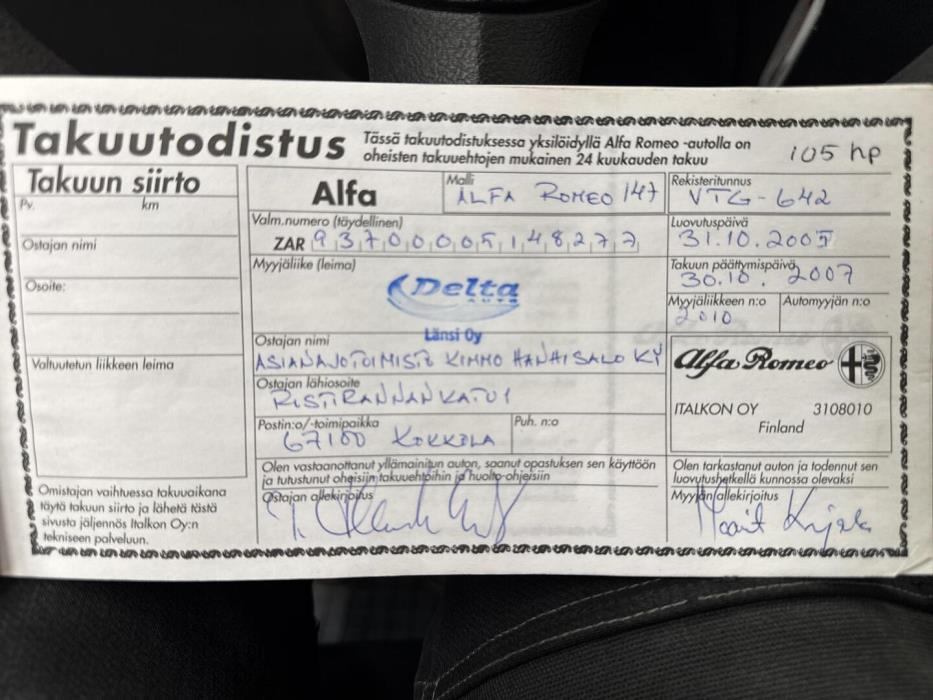 Takuutodistus
Tässä takuutodistuksessa yksilöidyllä Alfa Romeo -autolla on
oheisten takuuehtojen mukainen 24 kuukauden takuu
105 hp
Takuun siirto
Pv. km
Ostajan nimi
Osoite:
Valtuutetun liikkeen leima
Omistajan vaihtuessa takuuaikana
täytä takuun siirto ja lähetä tästä
sivusta jäljennös Italkon Oy:n
tekniseen palveluun.
Alfa
Malli
ALFA ROMEO 147
Rekisteritunnus
VTG-642
Valm.numero (täydellinen)
ZAR 93700005148277
Luovutuspäivä
31.10.2005
Myyjäliike (leima)
Delta
AUTO
Länsi Oy
Takuun päättymispäivä
30.10.2007
Myyjäliikkeen n:o
2010
Automyyjän n:o
Ostajan nimi
ASIANAJOTOIMISTO KIMMO HANHISALO KY
Ostajan lähiosoite
RISTIRANNANKATU 1
Postin:o/-toimipaikka
67100 KOKKOLA
Puh. n:o
Alfa Romeo
ITALKON OY 3108010
Finland
Olen vastaanottanut yllämainitun auton, saanut opastuksen sen käyttöön
ja tutustunut oheisiin takuuehtoihin ja huolto-ohjeisiin
Ostajan allekirjoitus
Olen tarkastanut auton ja todennut sen
luovutushetkellä kunnossa olevaksi
Myyjän allekirjoitus